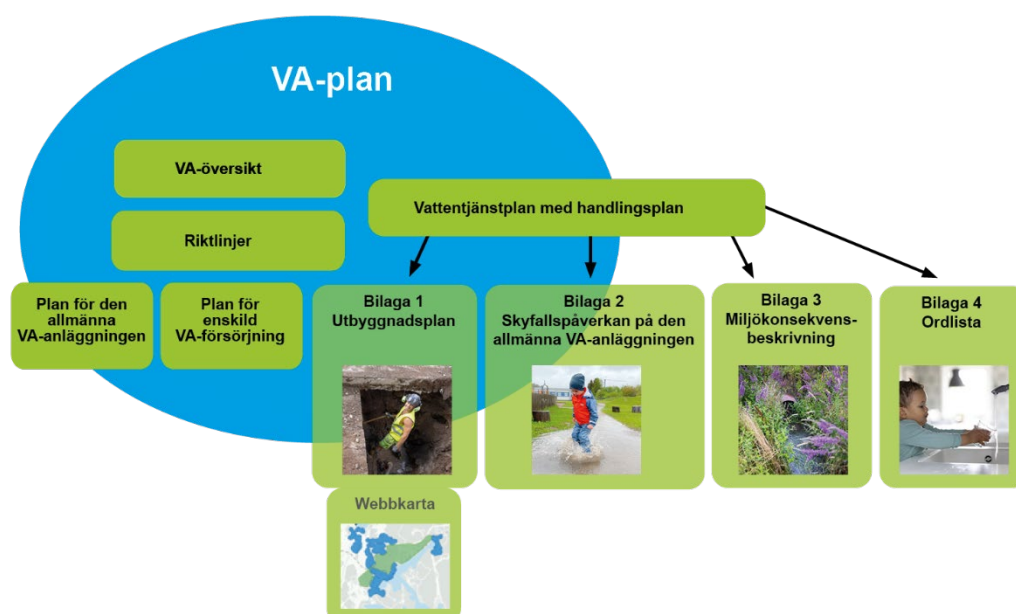 VA-plan
VA-översikt
Vattentjänstplan med handlingsplan
Riktlinjer
Plan för den
allmänna
VA-anläggningen
Plan för
enskild
VA-försörjning
Bilaga 1
Utbyggnadsplan
Bilaga 2
Skyfallspåverkan på den
allmänna VA-anläggningen
Bilaga 3
Miljökonsekvens-
beskrivning
Bilaga 4
Ordlista
Webbkarta